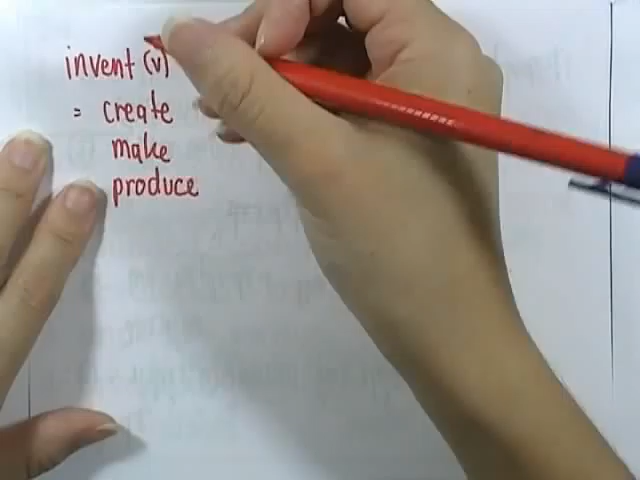 invent (v)
= create
make
produce